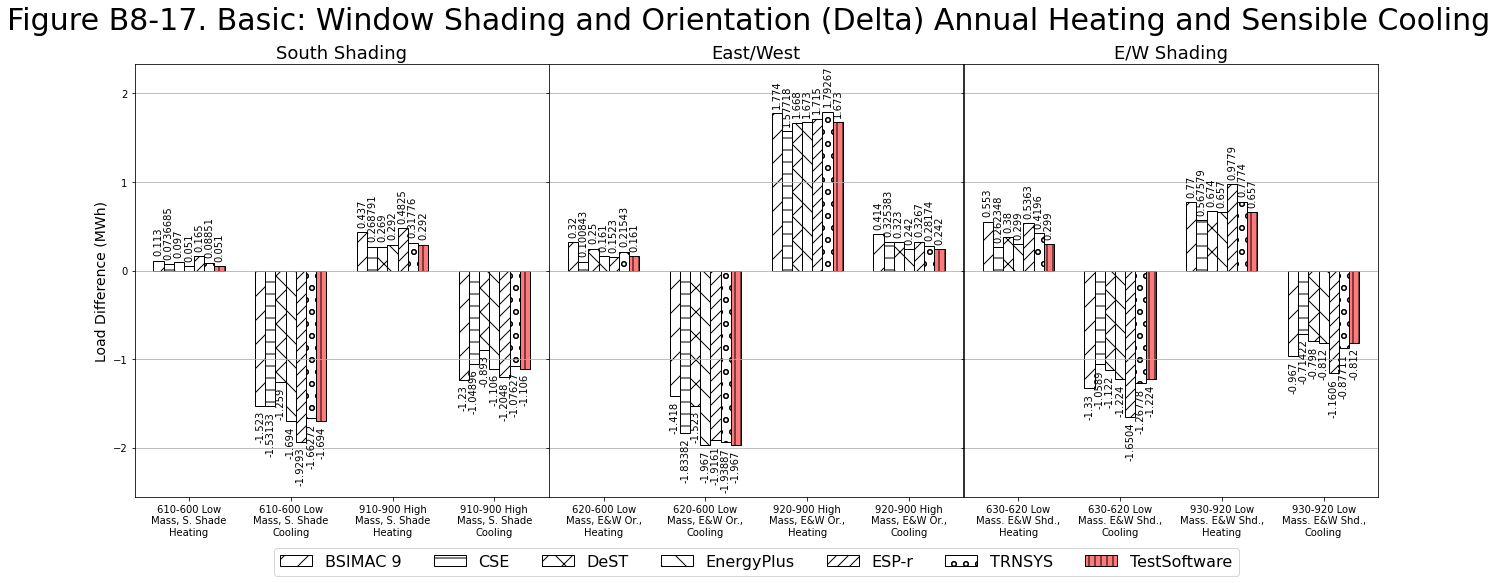 Figure B8-17. Basic: Window Shading and Orientation (Delta) Annual Heating and Sensible Cooling
South Shading
East/West
E/W Shading
Load Difference (MWh)
2
1
0
−1
−2
0.113
0.0736685
0.097
0.051
0.165
0.08851
0.051
-1.523
-1.53133
-1.259
-1.694
-1.9293
-1.66272
-1.694
0.437
0.268791
0.269
0.292
0.4825
0.31776
0.292
-1.23
-1.04896
-0.893
-1.106
-1.2048
-1.07627
-1.106
0.32
0.100843
0.25
0.161
0.1523
0.21543
0.161
-1.418
-1.83382
-1.523
-1.967
-1.9161
-1.93887
-1.967
1.774
1.57718
1.668
1.673
1.715
1.79267
1.673
0.414
0.325383
0.323
0.242
0.3267
0.28174
0.242
0.553
0.262348
0.38
0.299
0.5363
0.4196
0.299
-1.33
-1.0589
-1.122
-1.224
-1.6504
-1.26778
-1.224
0.77
0.567579
0.674
0.657
0.9779
0.7774
0.657
-0.967
-0.71422
-0.798
-0.812
-1.1606
-0.87711
-0.812
610-600 Low
Mass, S. Shade
Heating
610-600 Low
Mass, S. Shade
Cooling
910-900 High
Mass, S. Shade
Heating
910-900 High
Mass, S. Shade
Cooling
620-600 Low
Mass, E&W Or.,
Heating
620-600 Low
Mass, E&W Or.,
Cooling
920-900 High
Mass, E&W Or.,
Heating
920-900 High
Mass, E&W Or.,
Cooling
630-620 Low
Mass. E&W Shd.,
Heating
630-620 Low
Mass. E&W Shd.,
Cooling
930-920 Low
Mass. E&W Shd.,
Heating
930-920 Low
Mass. E&W Shd.,
Cooling
BSIMAC 9
CSE
DeST
EnergyPlus
ESP-r
TRNSYS
TestSoftware